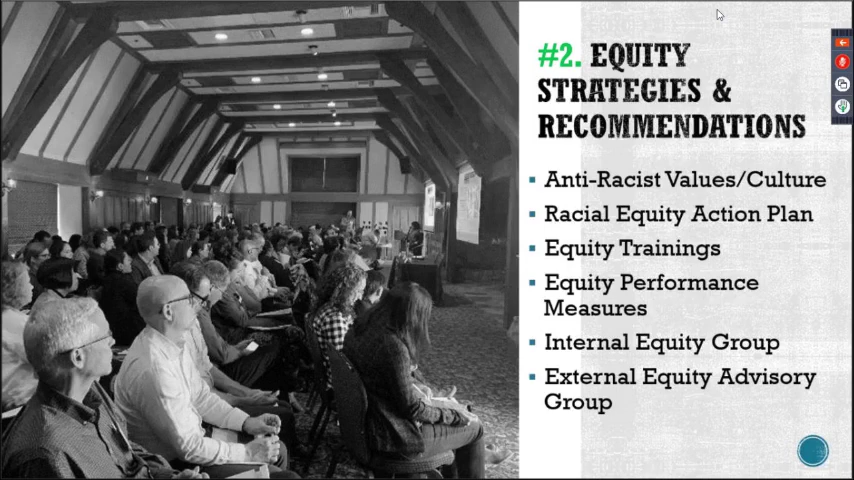 #2. EQUITY
STRATEGIES &
RECOMMENDATIONS
▪ Anti-Racist Values/Culture
▪ Racial Equity Action Plan
▪ Equity Trainings
▪ Equity Performance
Measures
▪ Internal Equity Group
▪ External Equity Advisory
Group